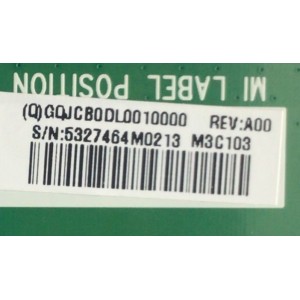 MI LABEL POSITION
(Q)GQJCB0DL0010000 REV:A00
S/N:5327464M0213 M3C103